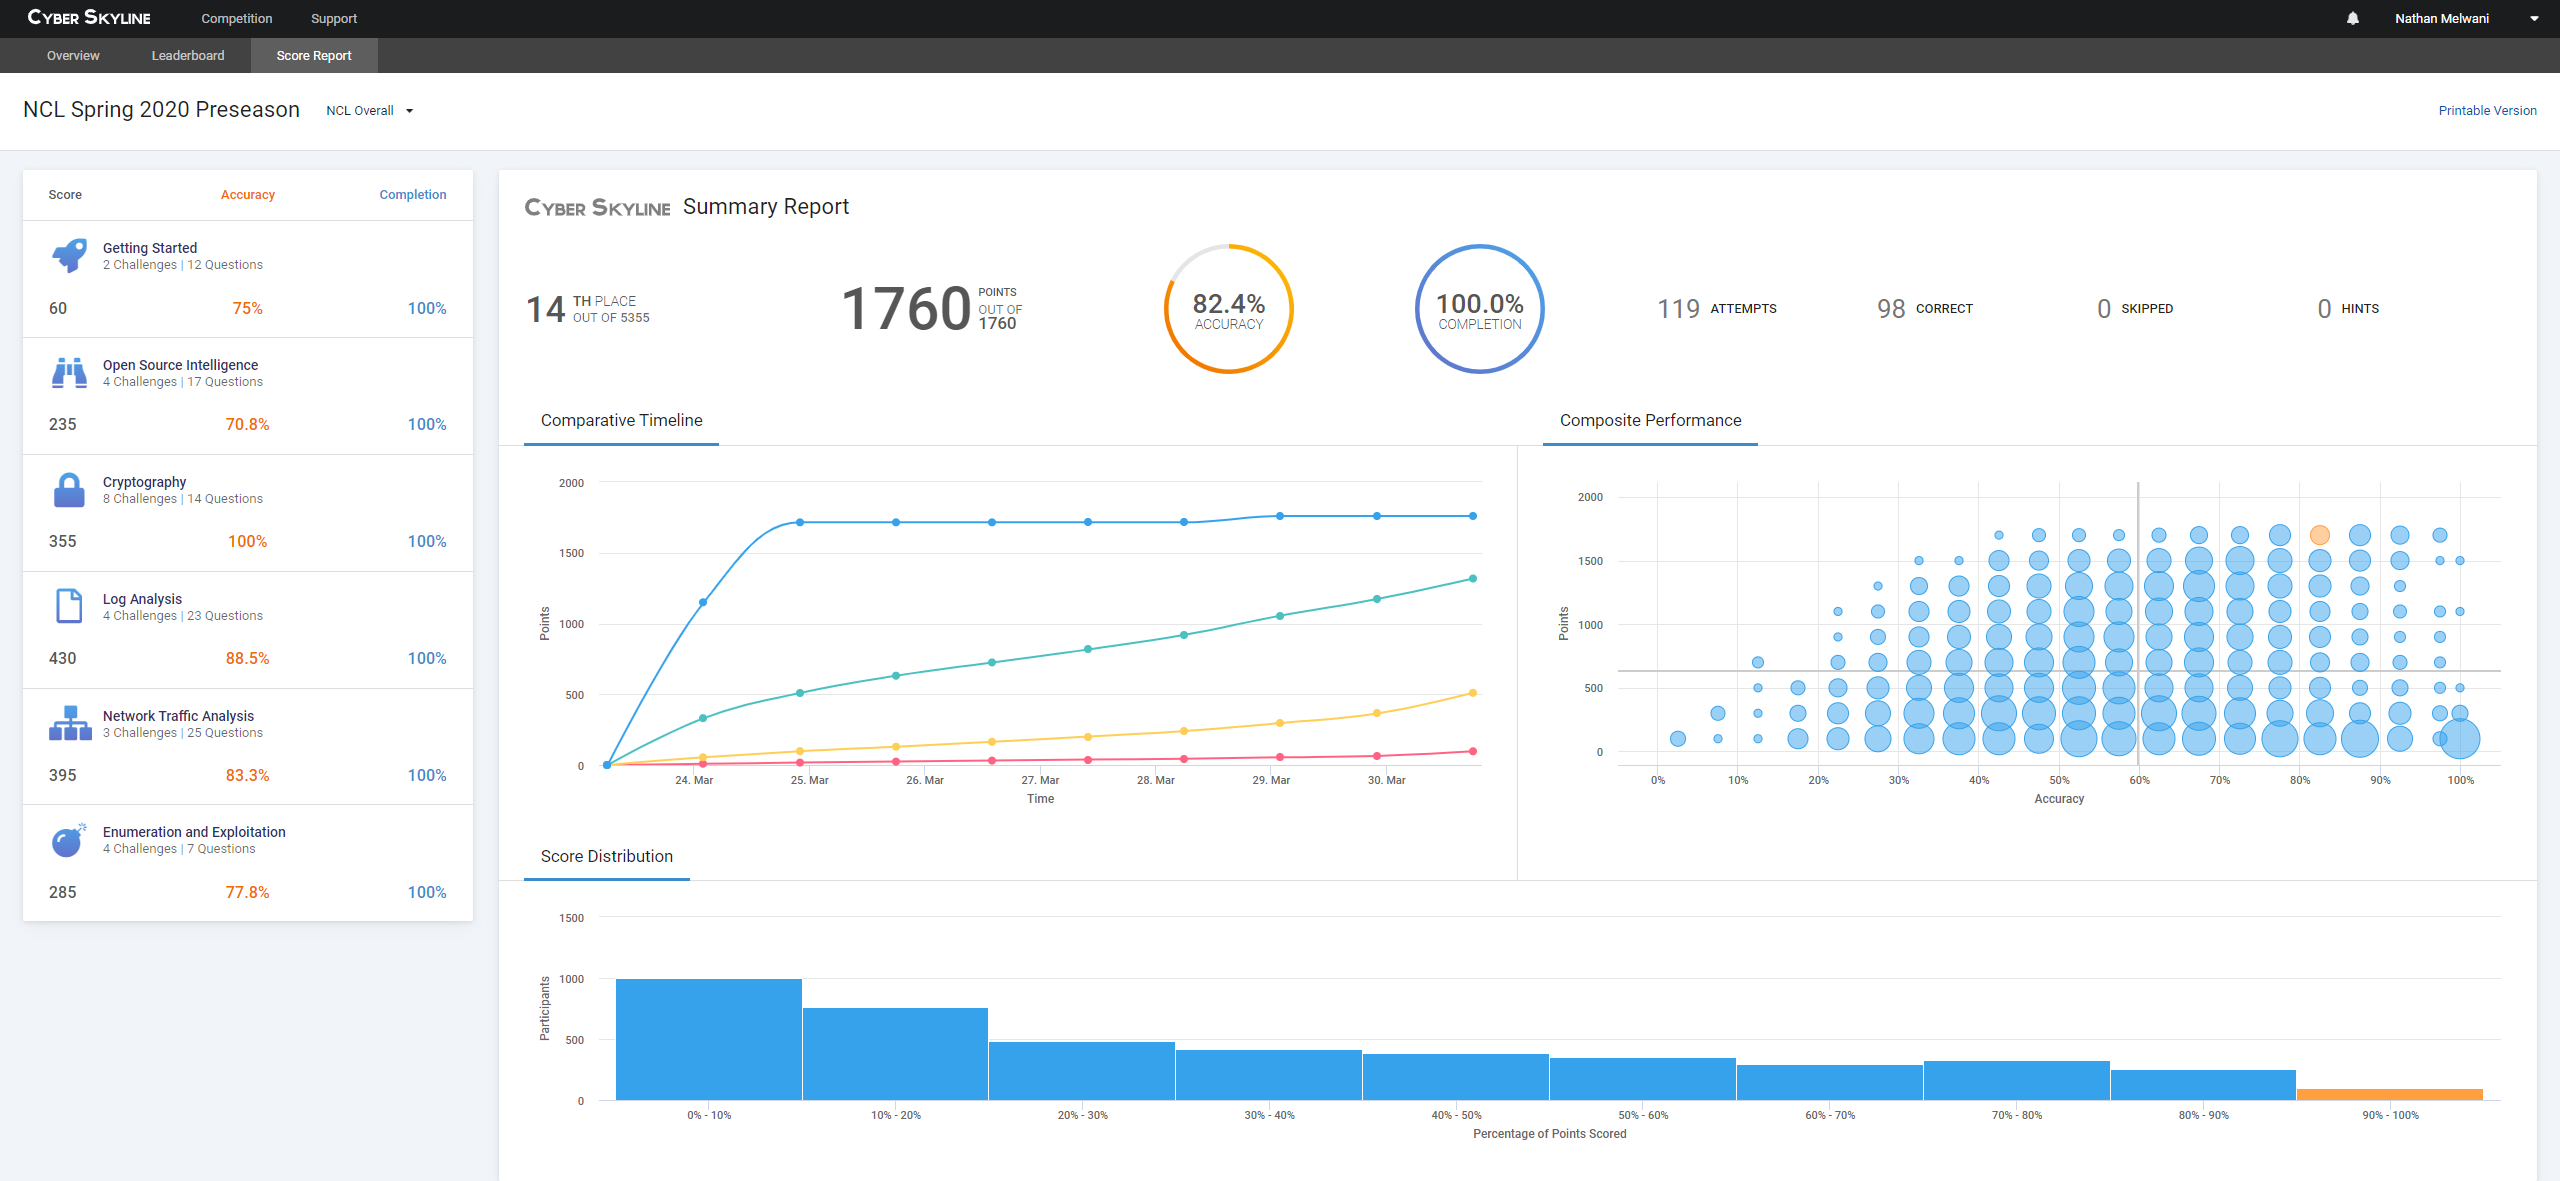 CYBER SKYLINE Competition Support Nathan Melwani
Overview Leaderboard Score Report
NCL Spring 2020 Preseason NCL Overall Printable Version
Score Accuracy Completion
Getting Started
2 Challenges | 12 Questions
60 75% 100%
Open Source Intelligence
4 Challenges | 17 Questions
235 70.8% 100%
Cryptography
8 Challenges | 14 Questions
355 100% 100%
Log Analysis
4 Challenges | 23 Questions
430 88.5% 100%
Network Traffic Analysis
3 Challenges | 25 Questions
395 83.3% 100%
Enumeration and Exploitation
4 Challenges | 7 Questions
285 77.8% 100%
CYBER SKYLINE Summary Report
14 TH PLACE
OUT OF 5355
1760 POINTS
OUT OF
1760
82.4%
ACCURACY
100.0%
COMPLETION
119 ATTEMPTS
98 CORRECT
0 SKIPPED
0 HINTS
Comparative Timeline
Points
2000
1500
1000
500
0
24. Mar 25. Mar 26. Mar 27. Mar 28. Mar 29. Mar 30. Mar
Time
Composite Performance
Points
2000
1500
1000
500
0
0% 10% 20% 30% 40% 50% 60% 70% 80% 90% 100%
Accuracy
Score Distribution
Participants
1500
1000
500
0
0% - 10% 10% - 20% 20% - 30% 30% - 40% 40% - 50% 50% - 60% 60% - 70% 70% - 80% 80% - 90% 90% - 100%
Percentage of Points Scored